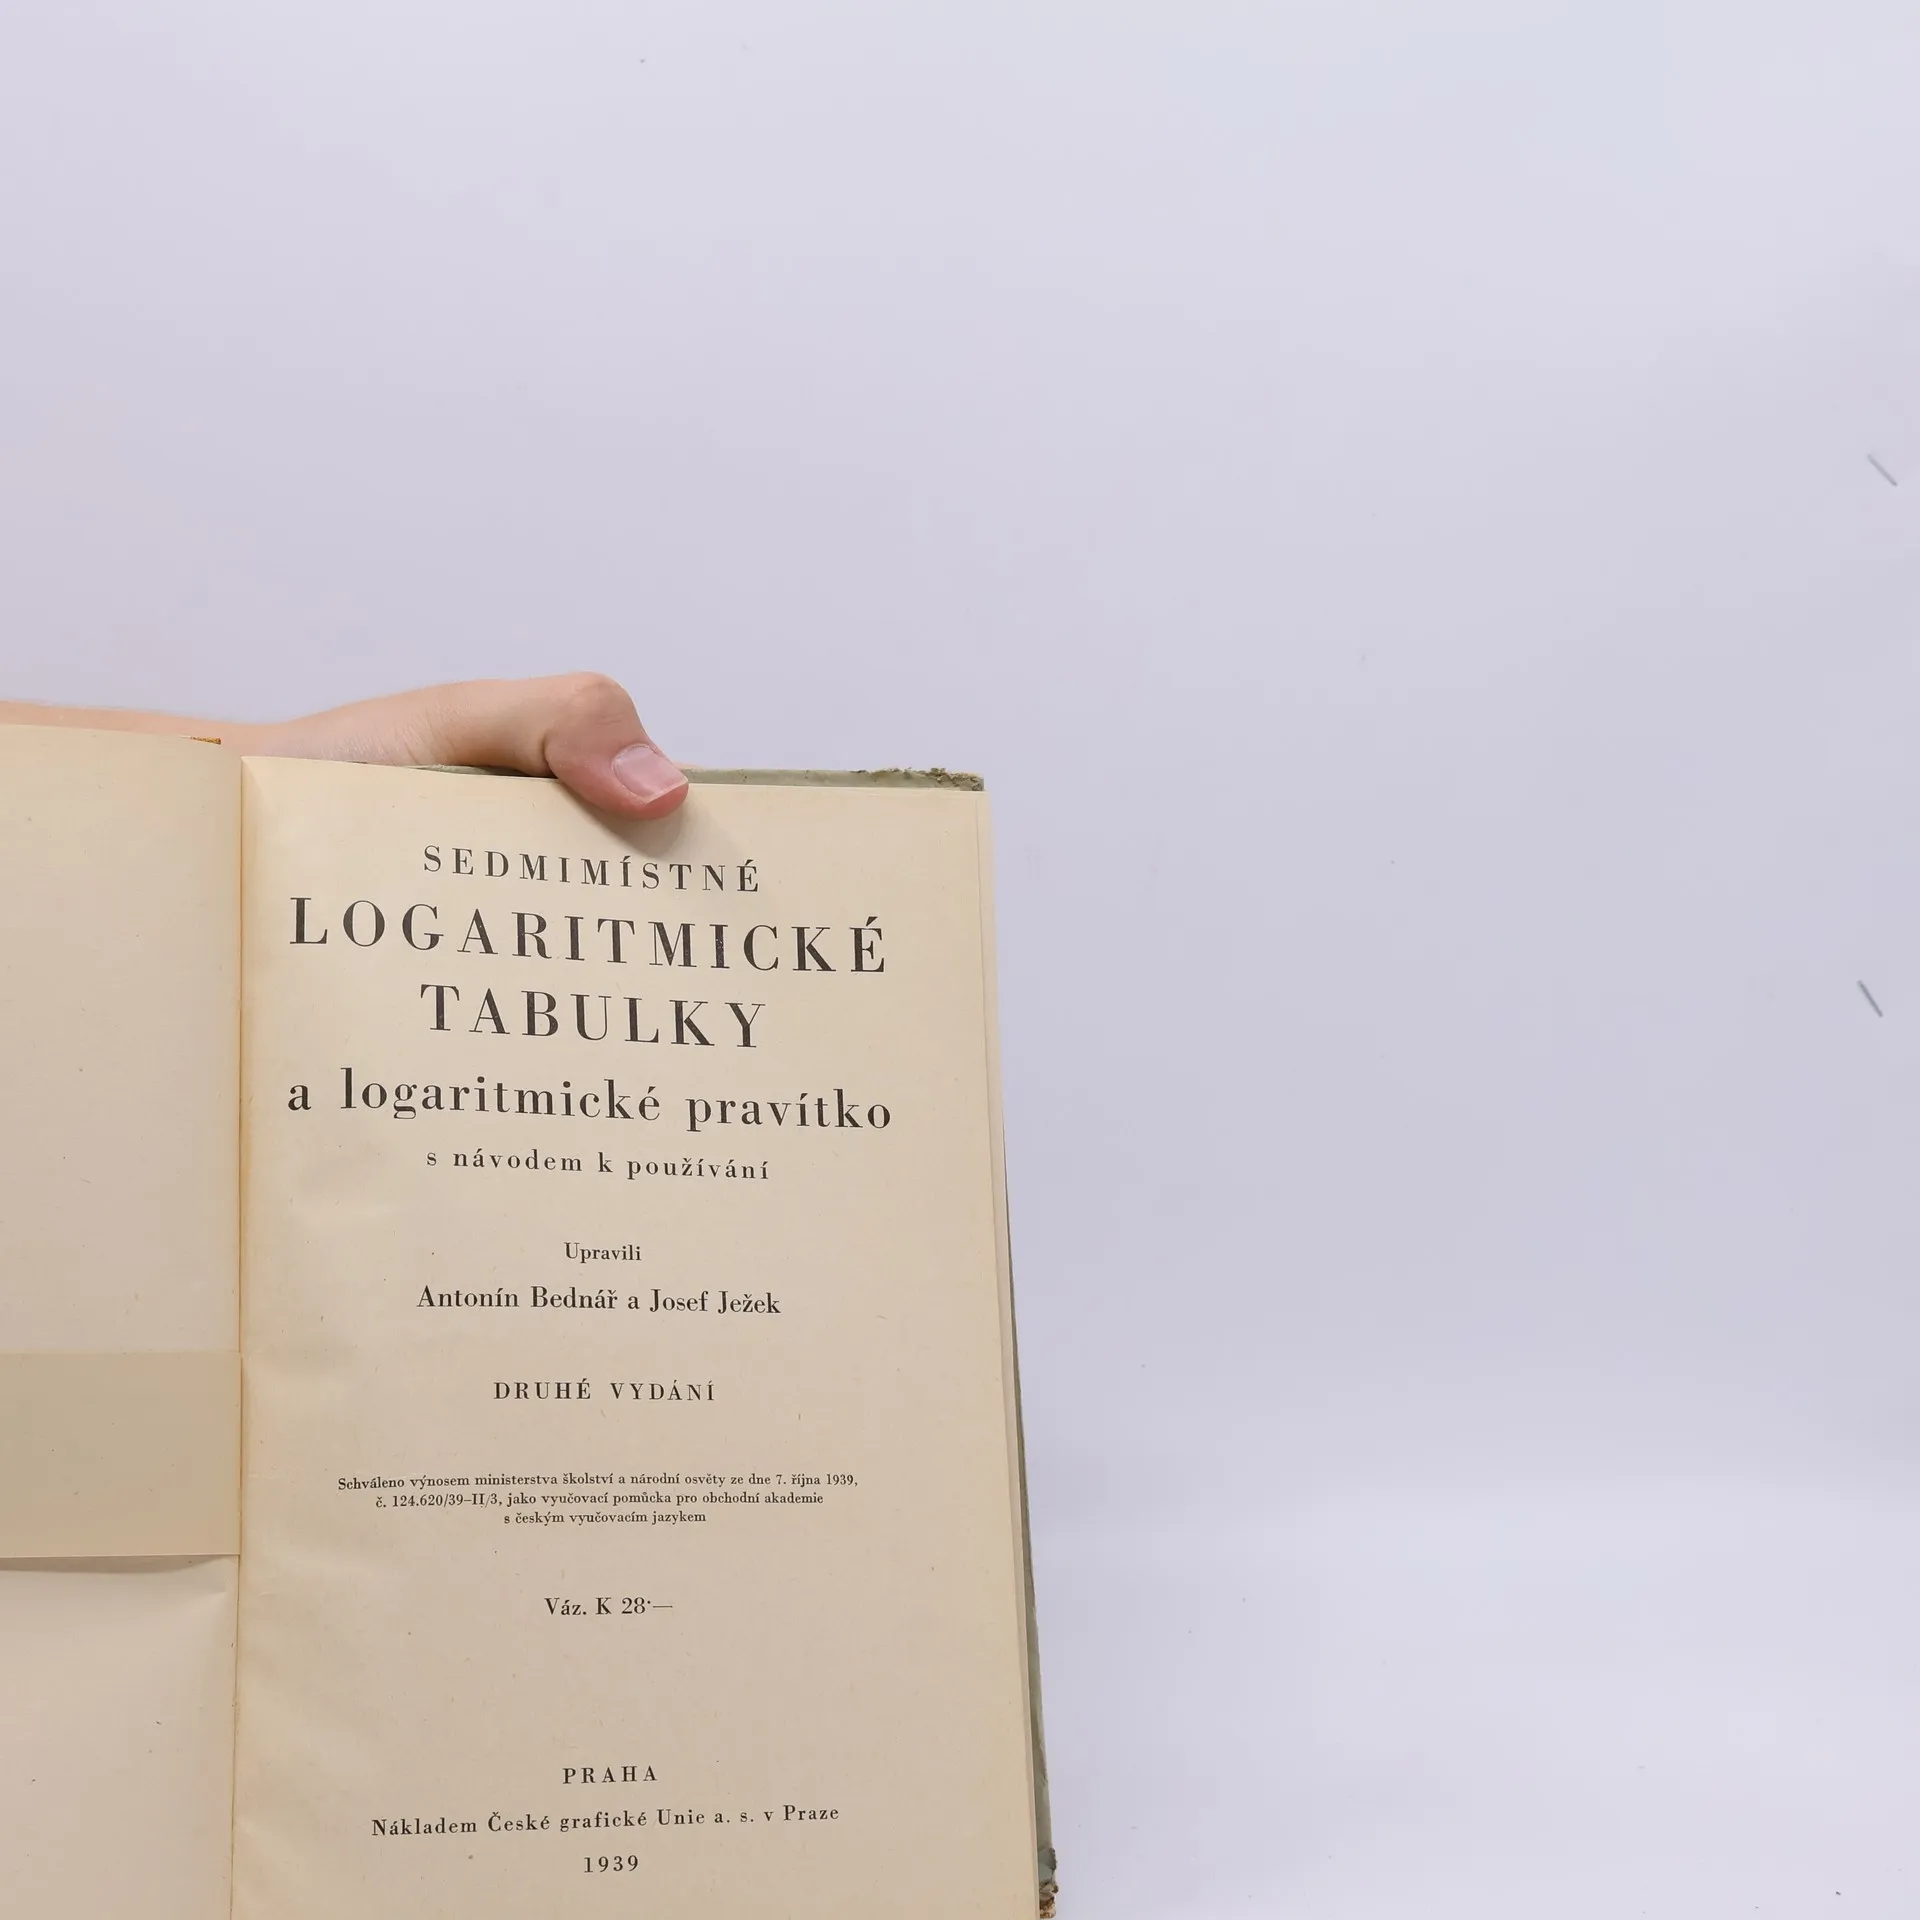 SEDMIMÍSTNÉ
LOGARITMICKÉ
TABULKY
a logaritmické pravítko
s návodem k používání
Upravili
Antonín Bednář a Josef Ježek
DRUHÉ VYDÁNÍ
Schváleno výnosem ministerstva školství a národní osvěty ze dne 7. října 1939,
č. 124.620/39–II/3, jako vyučovací pomůcka pro obchodní akademie
s českým vyučovacím jazykem
Váz. K 28·—
PRAHA
Nákladem České grafické Unie a. s. v Praze
1939